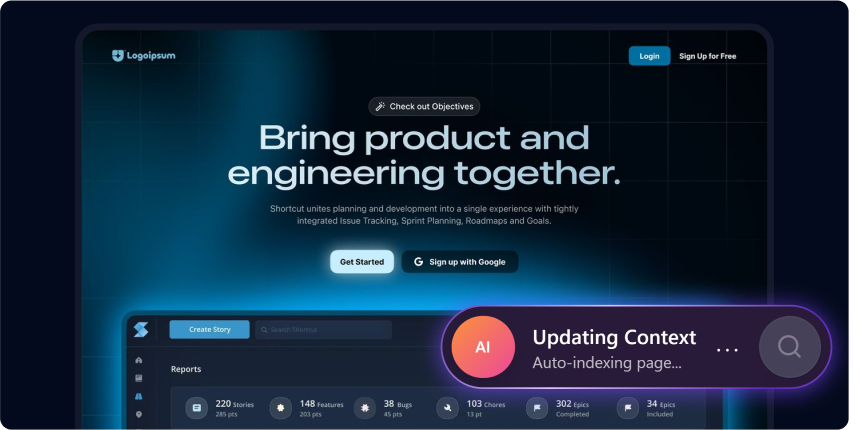 Logoipsum
Login
Sign Up for Free
Check out Objectives
Bring product and
engineering together.
Shortcut unites planning and development into a single experience with tightly
integrated Issue Tracking, Sprint Planning, Roadmaps and Goals.
Get Started
G Sign up with Google
Create Story
Search Shortcut
AI
Updating Context
Auto-indexing page...
...
Reports
220 Stories
285 pts
148 Features
203 pts
38 Bugs
45 pts
103 Chores
13 pt
302 Epics
Completed
34 Epics
Included